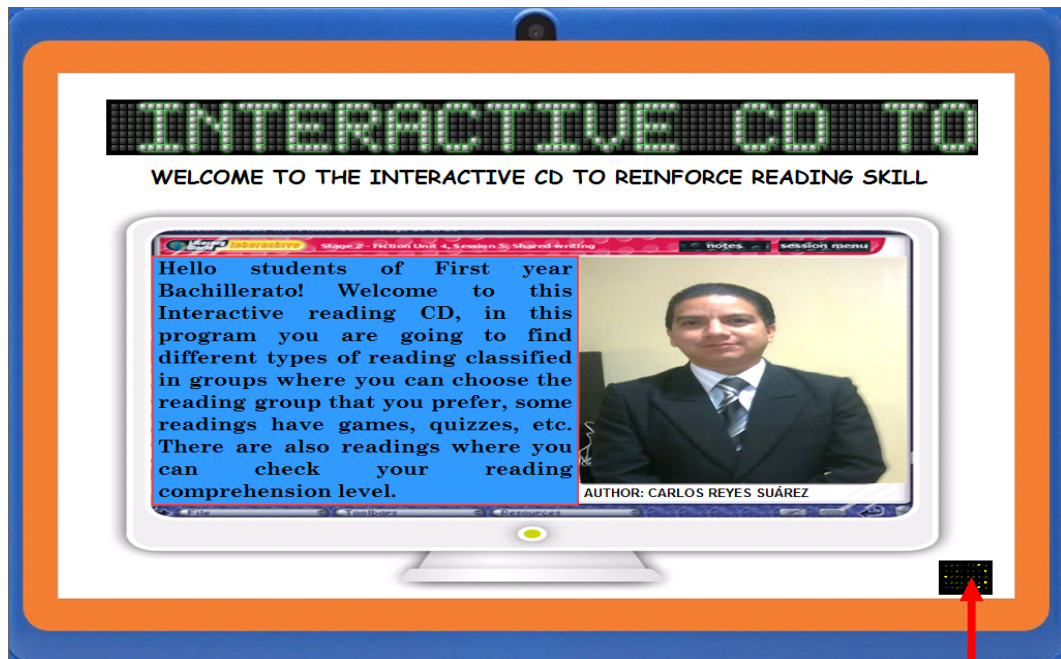 INTERACTIVE CD TO
WELCOME TO THE INTERACTIVE CD TO REINFORCE READING SKILL
Interactive Stage 2 - Fiction Unit 4, Session 5: Shared writing notes session menu
Hello students of First year
Bachillerato! Welcome to this
Interactive reading CD, in this
program you are going to find
different types of reading classified
in groups where you can choose the
reading group that you prefer, some
readings have games, quizzes, etc.
There are also readings where you
can check your reading
comprehension level.
AUTHOR: CARLOS REYES SUÁREZ
File Toolbars Resources